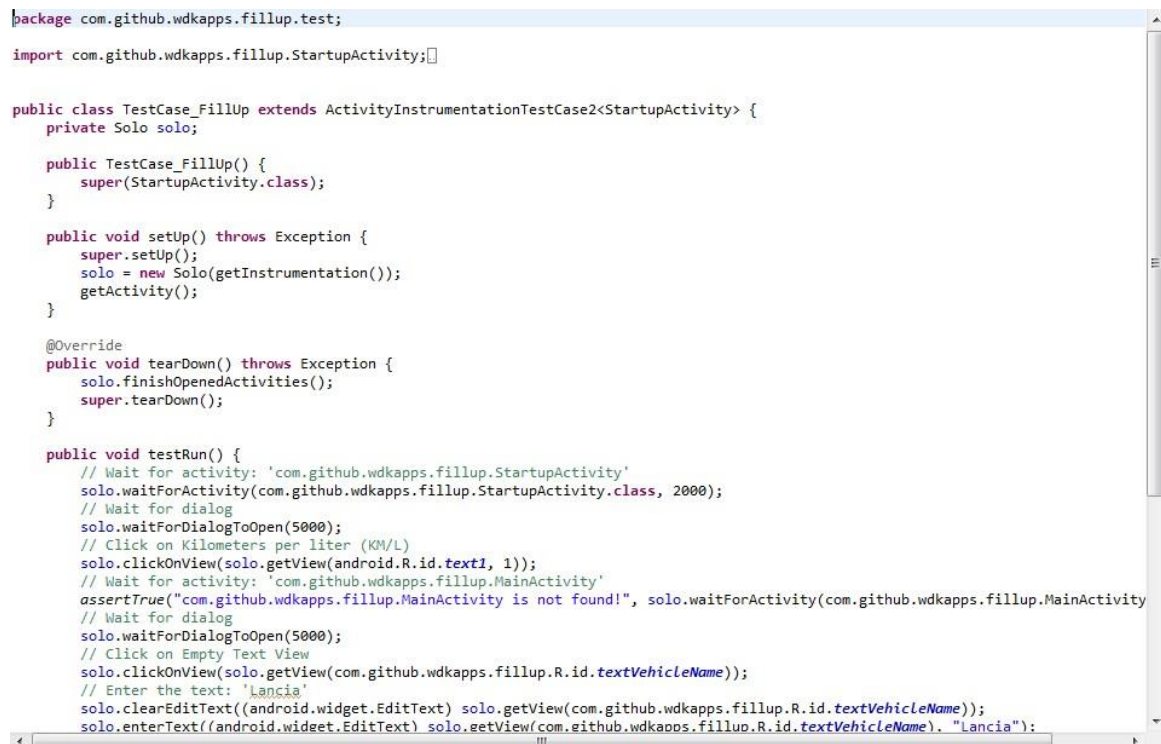 package com.github.wdkapps.fillup.test;
import com.github.wdkapps.fillup.StartupActivity;
public class TestCase_FillUp extends ActivityInstrumentationTestCase2<StartupActivity> {
private Solo solo;
public TestCase_FillUp() {
super(StartupActivity.class);
}
public void setUp() throws Exception {
super.setUp();
solo = new Solo(getInstrumentation());
getActivity();
}
@Override
public void tearDown() throws Exception {
solo.finishOpenedActivities();
super.tearDown();
}
public void testRun() {
// Wait for activity: 'com.github.wdkapps.fillup.StartupActivity'
solo.waitForActivity(com.github.wdkapps.fillup.StartupActivity.class, 2000);
// Wait for dialog
solo.waitForDialogToOpen(5000);
// Click on Kilometers per liter (KM/L)
solo.clickOnView(solo.getView(android.R.id.text1, 1));
// Wait for activity: 'com.github.wdkapps.fillup.MainActivity'
assertTrue("com.github.wdkapps.fillup.MainActivity is not found!", solo.waitForActivity(com.github.wdkapps.fillup.MainActivity
// Wait for dialog
solo.waitForDialogToOpen(5000);
// Click on Empty Text View
solo.clickOnView(solo.getView(com.github.wdkapps.fillup.R.id.textVehicleName));
// Enter the text: 'Lancia'
solo.clearEditText((android.widget.EditText) solo.getView(com.github.wdkapps.fillup.R.id.textVehicleName));
solo.enterText((android.widget.EditText) solo.getView(com.github.wdkapps.fillup.R.id.textVehicleName), "Lancia");